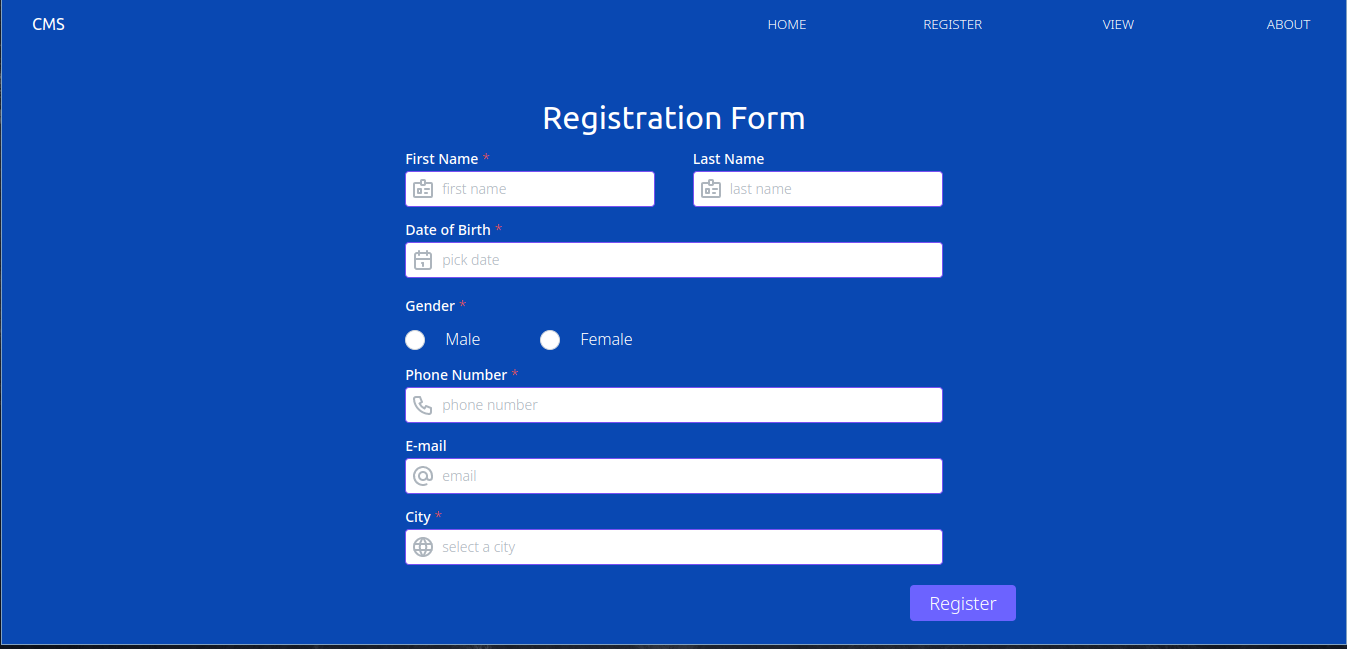 CMS HOME REGISTER VIEW ABOUT
Registration Form
First Name * Last Name
first name last name
Date of Birth *
pick date
Gender *
Male Female
Phone Number *
phone number
E-mail
email
City *
select a city
Register